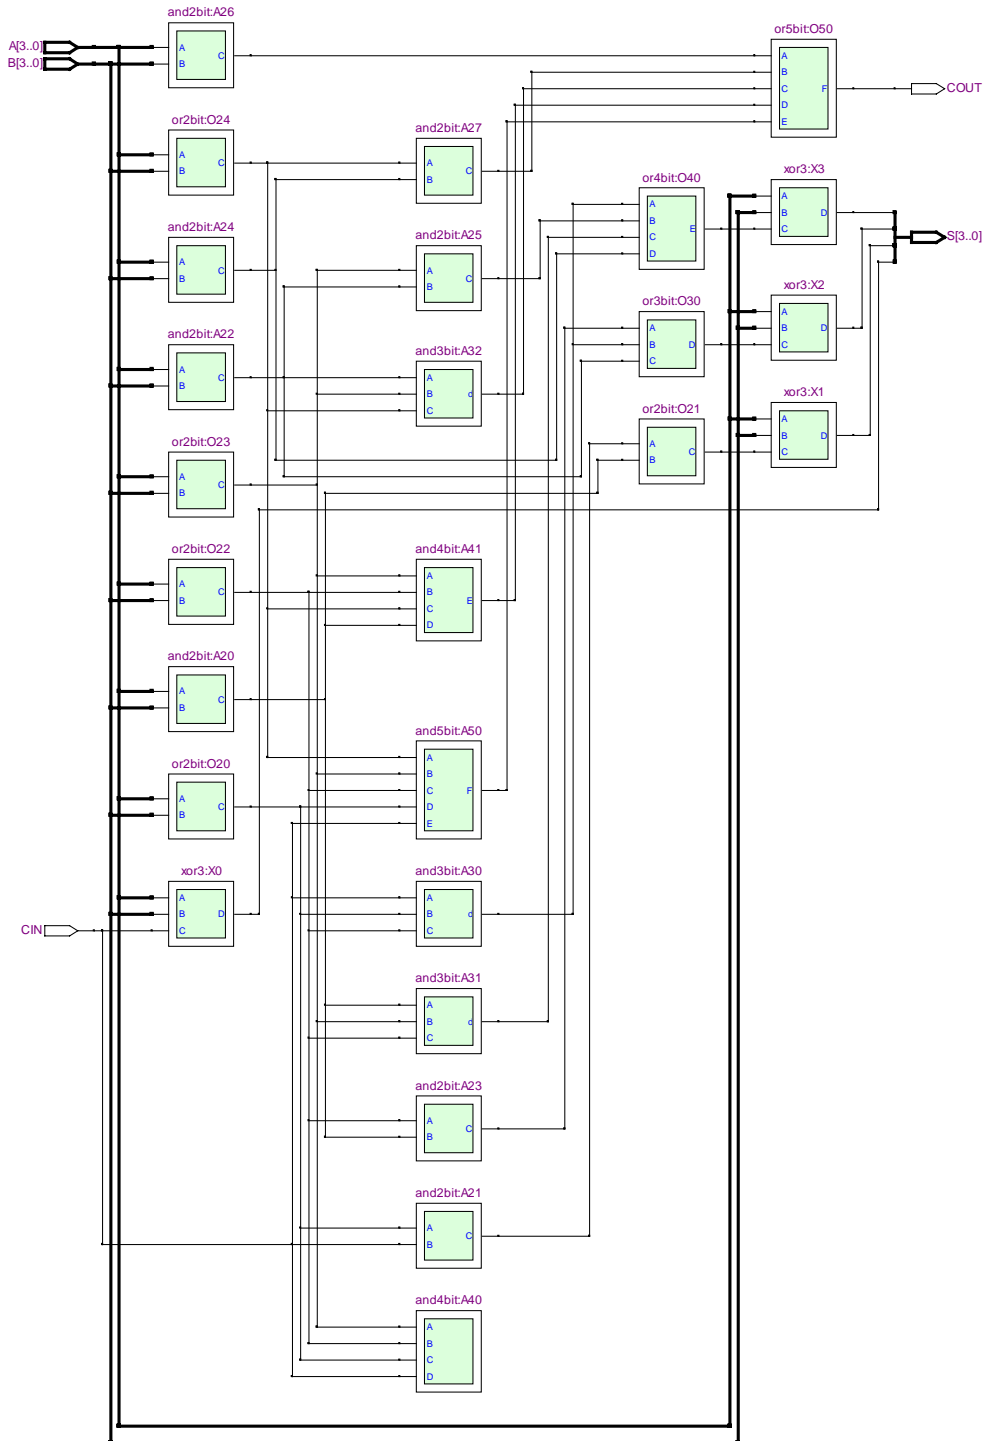 and2bit:A26
A[3..0]
B[3..0]
A
B
C
or5bit:O50
A
B
C
D
E
F
COUT
or2bit:O24
A
B
C
and2bit:A27
A
B
C
or4bit:O40
A
B
C
D
E
xor3:X3
A
B
C
D
S[3..0]
and2bit:A24
A
B
C
and2bit:A25
A
B
C
or3bit:O30
A
B
C
D
xor3:X2
A
B
C
D
and2bit:A22
A
B
C
and3bit:A32
A
B
C
d
or2bit:O21
A
B
C
xor3:X1
A
B
C
D
or2bit:O23
A
B
C
or2bit:O22
A
B
C
and4bit:A41
A
B
C
D
E
and2bit:A20
A
B
C
and5bit:A50
A
B
C
D
E
F
or2bit:O20
A
B
C
xor3:X0
A
B
C
D
CIN
and3bit:A30
A
B
C
d
and3bit:A31
A
B
C
d
and2bit:A23
A
B
C
and2bit:A21
A
B
C
and4bit:A40
A
B
C
D